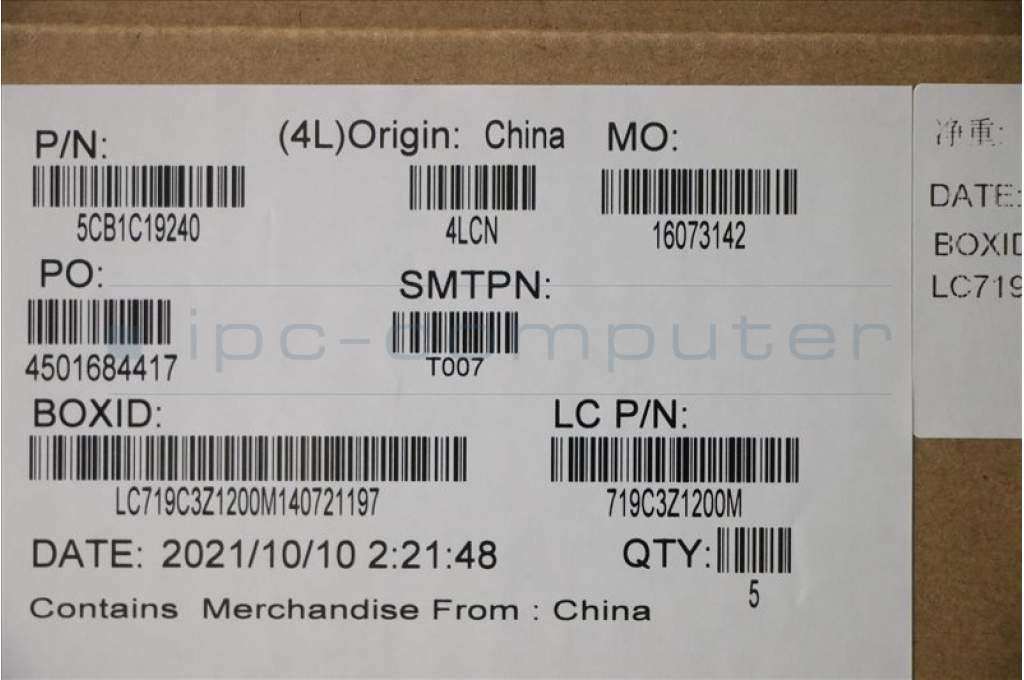 P/N: (4L)Origin: China MO:
5CB1C19240 4LCN 16073142
PO: SMTPN:
4501684417 T007
BOXID: LC P/N:
LC719C3Z1200M140721197 719C3Z1200M
DATE: 2021/10/10 2:21:48 QTY:
5
Contains Merchandise From : China
净重:
DATE:
BOXID
LC719
ipc-computer